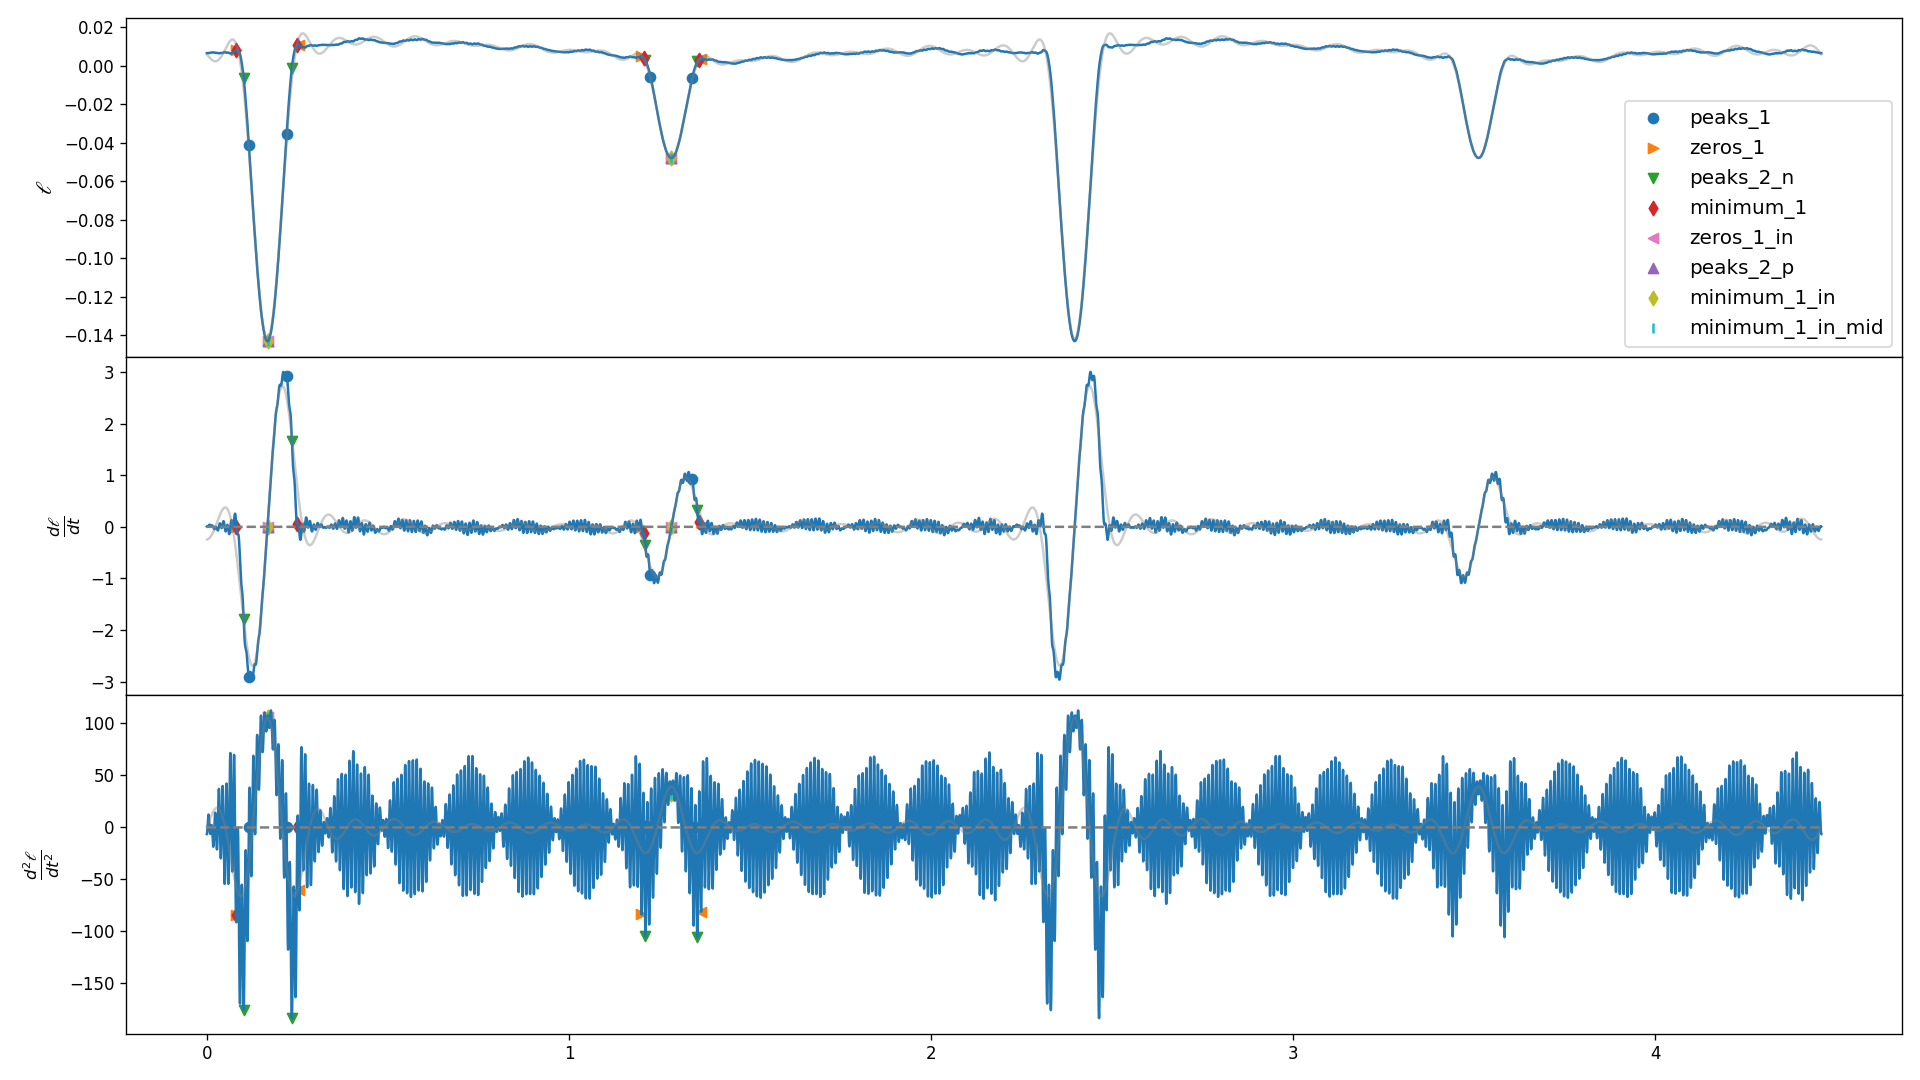 0.02
0.00
−0.02
−0.04
−0.06
−0.08
−0.10
−0.12
−0.14
ℓ
peaks_1
zeros_1
peaks_2_n
minimum_1
zeros_1_in
peaks_2_p
minimum_1_in
minimum_1_in_mid
3
2
1
0
−1
−2
−3
dℓ/dt
100
50
0
−50
−100
−150
d²ℓ/dt²
0 1 2 3 4